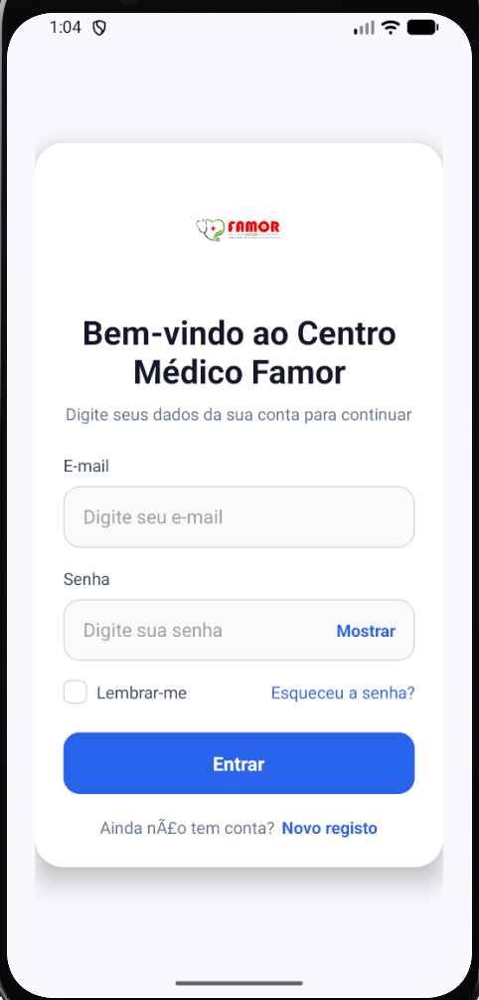 1:04
FAMOR
Bem-vindo ao Centro
Médico Famor
Digite seus dados da sua conta para continuar
E-mail
Digite seu e-mail
Senha
Digite sua senha Mostrar
Lembrar-me Esqueceu a senha?
Entrar
Ainda nÃ£o tem conta? Novo registo